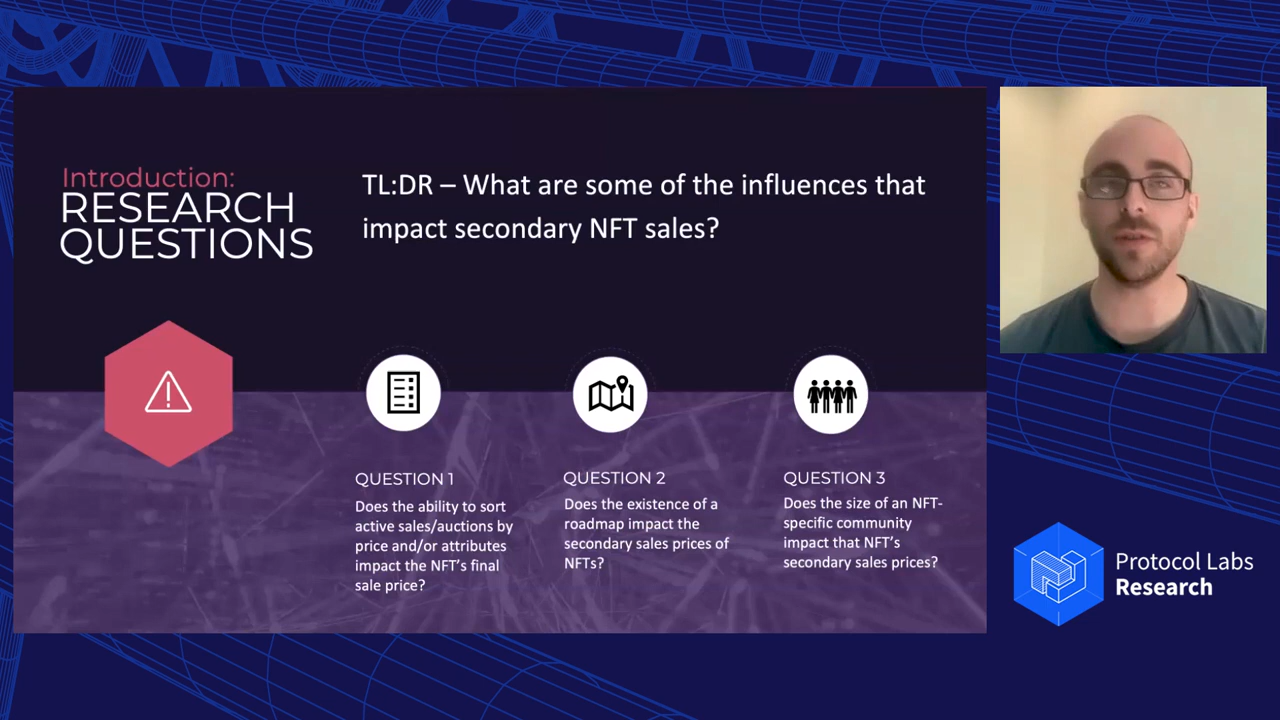 Introduction:
RESEARCH
QUESTIONS
TL:DR – What are some of the influences that
impact secondary NFT sales?
QUESTION 1
Does the ability to sort
active sales/auctions by
price and/or attributes
impact the NFT's final
sale price?
QUESTION 2
Does the existence of a
roadmap impact the
secondary sales prices of
NFTs?
QUESTION 3
Does the size of an NFT-
specific community
impact that NFT's
secondary sales prices?
Protocol Labs
Research